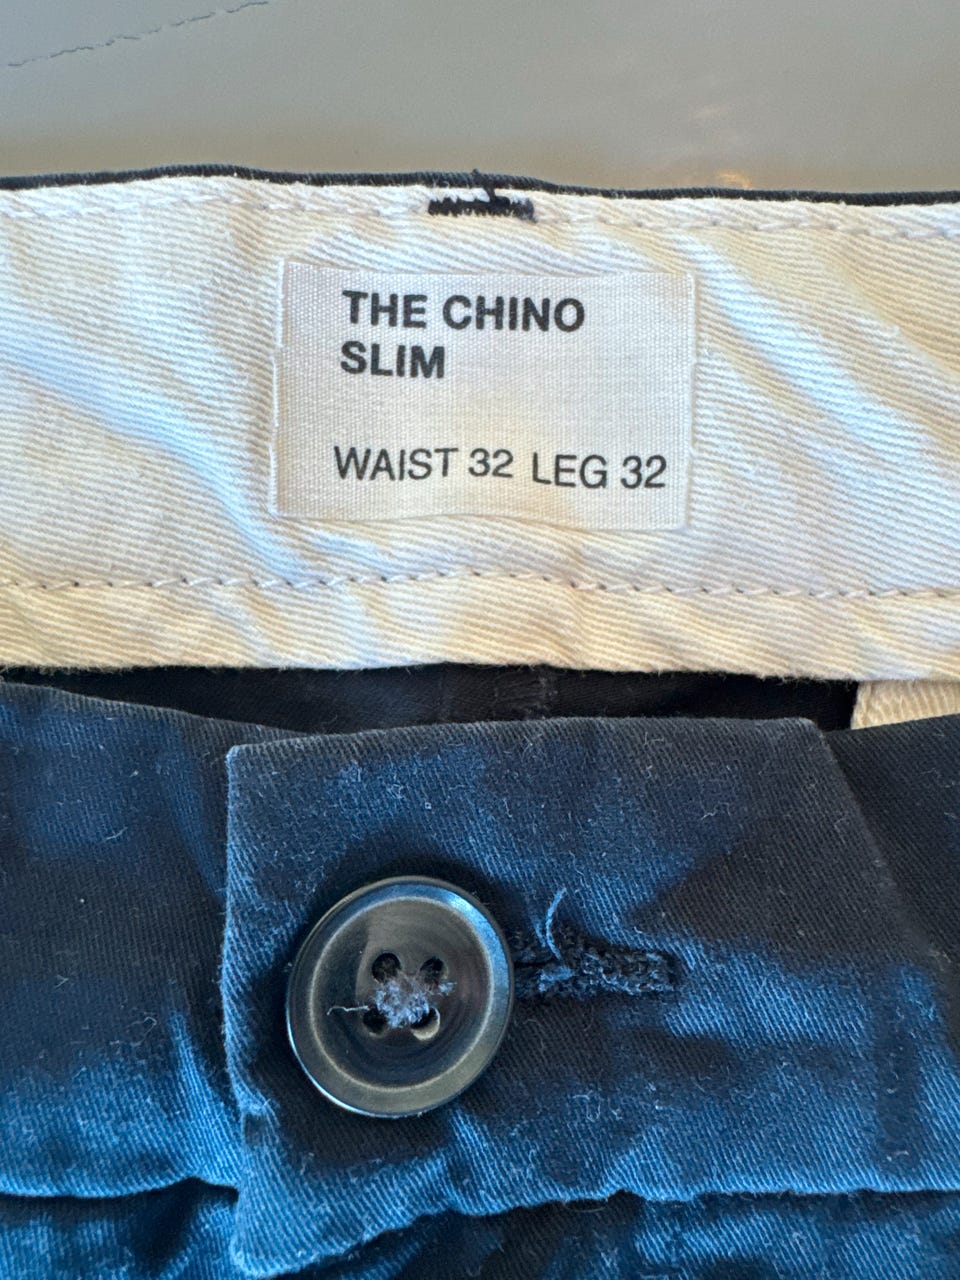 THE CHINO
SLIM
WAIST 32 LEG 32